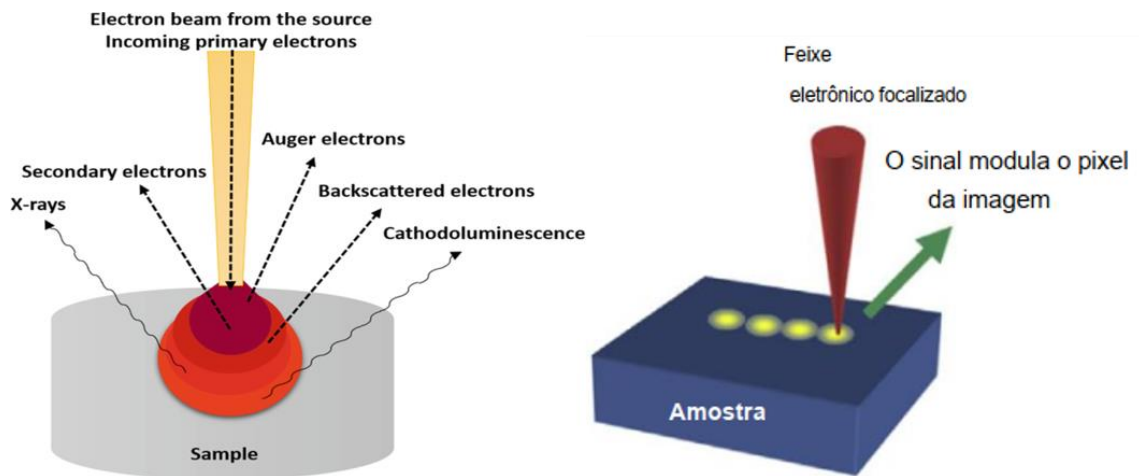 Electron beam from the source
Incoming primary electrons
Auger electrons
Secondary electrons
Backscattered electrons
X-rays
Cathodoluminescence
Sample
Feixe
eletrônico focalizado
O sinal modula o pixel
da imagem
Amostra